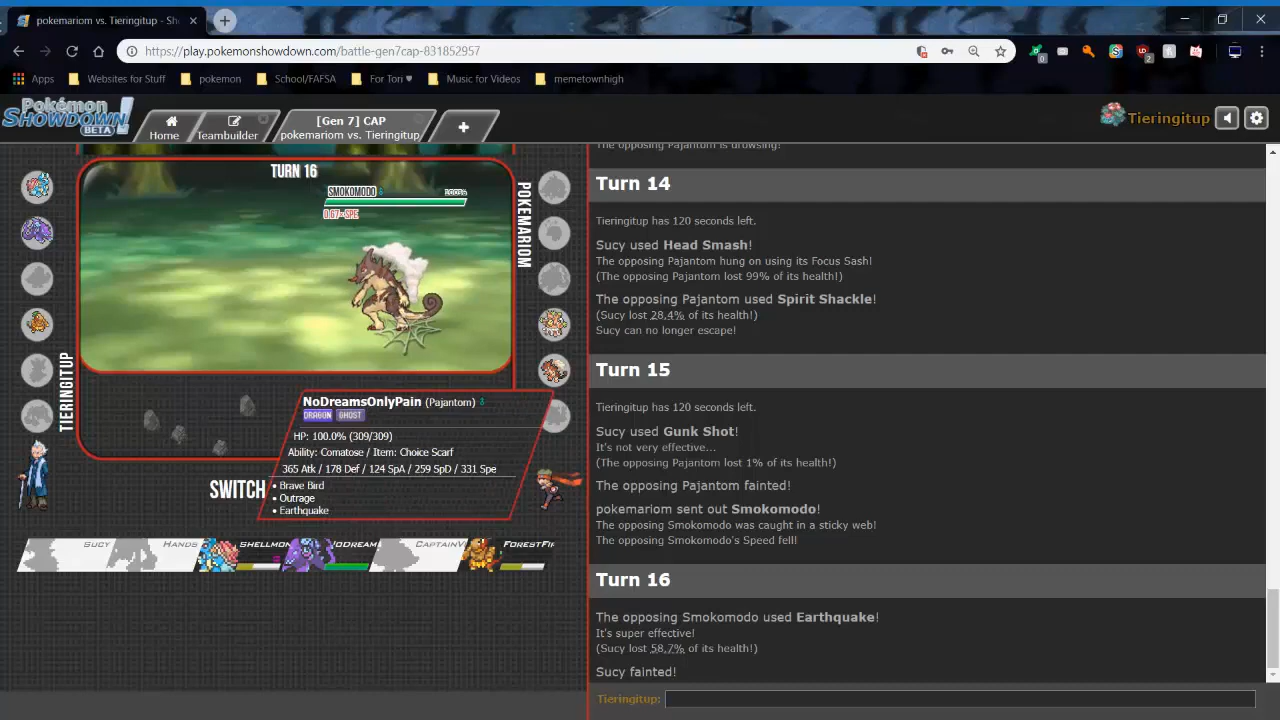 pokemariom vs. Tieringitup - Sho
https://play.pokemonshowdown.com/battle-gen7cap-831852957
0
2
Apps
Websites for Stuff
pokemon
School/FAFSA
For Tori ♥
Music for Videos
memetownhigh
Pokémon
SHOWDOWN!
BETA!
Home
Teambuilder
[Gen 7] CAP
pokemariom vs. Tieringitup
Tieringitup
TURN 16
SMOKOMODO ♂
100%
0.67× SPE
TIERINGITUP
POKEMARIOM
NoDreamsOnlyPain (Pajantom) ♂
DRAGON GHOST
HP: 100.0% (309/309)
Ability: Comatose / Item: Choice Scarf
365 Atk / 178 Def / 124 SpA / 259 SpD / 331 Spe
• Brave Bird
• Outrage
• Earthquake
SWITCH
SUCY
HANDS
SHELLMON
NODREAMS
CAPTAINV
FORESTFI
The opposing Pajantom is drowsing!
Turn 14
Tieringitup has 120 seconds left.
Sucy used Head Smash!
The opposing Pajantom hung on using its Focus Sash!
(The opposing Pajantom lost 99% of its health!)
The opposing Pajantom used Spirit Shackle!
(Sucy lost 28.4% of its health!)
Sucy can no longer escape!
Turn 15
Tieringitup has 120 seconds left.
Sucy used Gunk Shot!
It's not very effective...
(The opposing Pajantom lost 1% of its health!)
The opposing Pajantom fainted!
pokemariom sent out Smokomodo!
The opposing Smokomodo was caught in a sticky web!
The opposing Smokomodo's Speed fell!
Turn 16
The opposing Smokomodo used Earthquake!
It's super effective!
(Sucy lost 58.7% of its health!)
Sucy fainted!
Tieringitup: